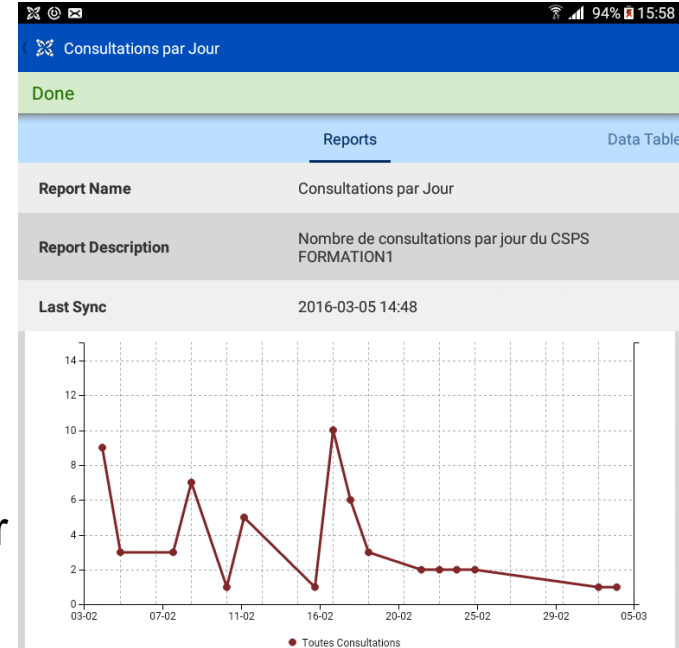 94% 15:58
Consultations par Jour
Done
Reports Data Table
Report Name Consultations par Jour
Report Description Nombre de consultations par jour du CSPS
FORMATION1
Last Sync 2016-03-05 14:48
14
12
10
8
6
r
4
2
0
03-02 07-02 11-02 16-02 20-02 25-02 29-02 05-03
Toutes Consultations